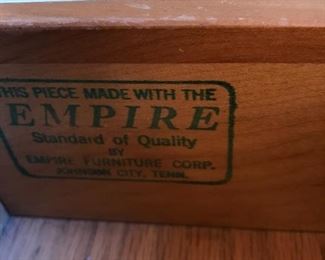 THIS PIECE MADE WITH THE
EMPIRE
Standard of Quality
BY
EMPIRE FURNITURE CORP.
JOHNSON CITY, TENN.